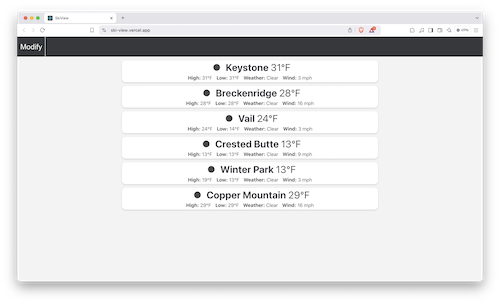 SkiView
ski-view.vercel.app
Modify
Keystone 31°F
High: 31°F Low: 31°F Weather: Clear Wind: 3 mph
Breckenridge 28°F
High: 28°F Low: 28°F Weather: Clear Wind: 16 mph
Vail 24°F
High: 24°F Low: 14°F Weather: Clear Wind: 3 mph
Crested Butte 13°F
High: 13°F Low: 13°F Weather: Clear Wind: 9 mph
Winter Park 13°F
High: 19°F Low: 13°F Weather: Clear Wind: 3 mph
Copper Mountain 29°F
High: 29°F Low: 29°F Weather: Clear Wind: 18 mph